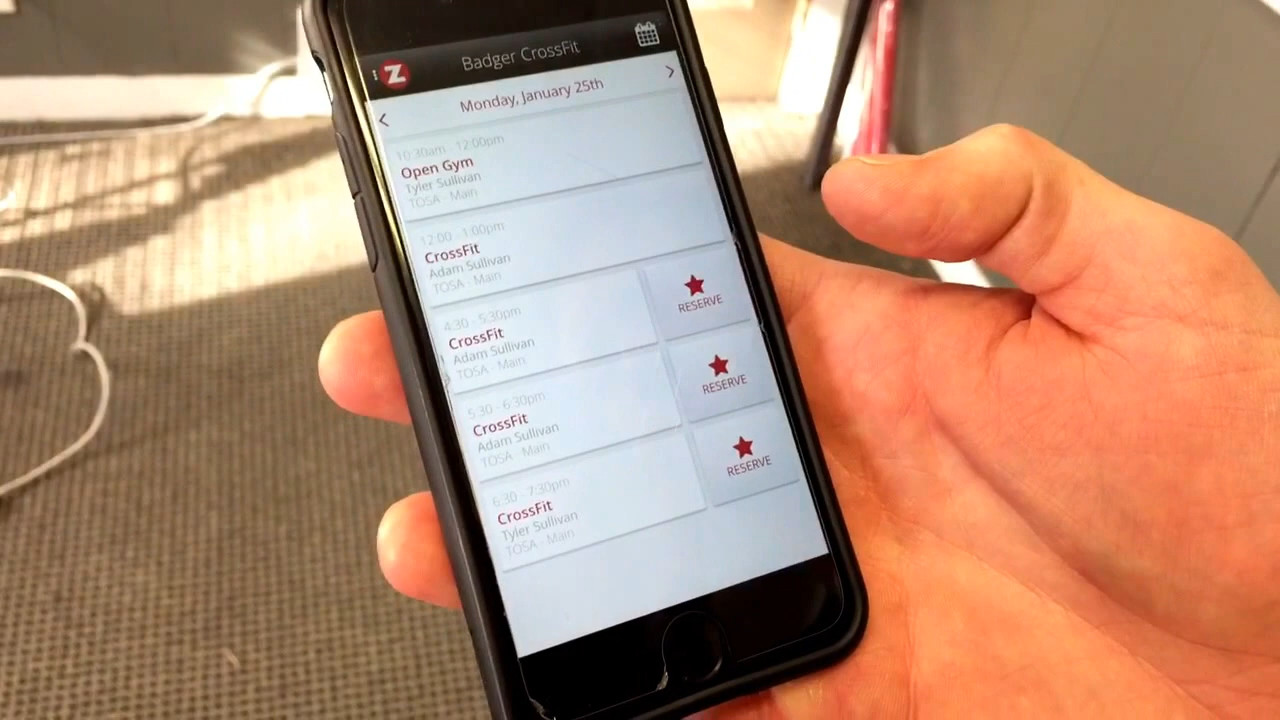 Z
Badger CrossFit
Monday, January 25th
10:30am - 12:00pm
Open Gym
Tyler Sullivan
TOSA - Main
12:00 - 1:00pm
CrossFit
Adam Sullivan
TOSA - Main
4:30 - 5:30pm
CrossFit
Adam Sullivan
TOSA - Main
RESERVE
5:30 - 6:30pm
CrossFit
Adam Sullivan
TOSA - Main
RESERVE
6:30 - 7:30pm
CrossFit
Tyler Sullivan
TOSA - Main
RESERVE